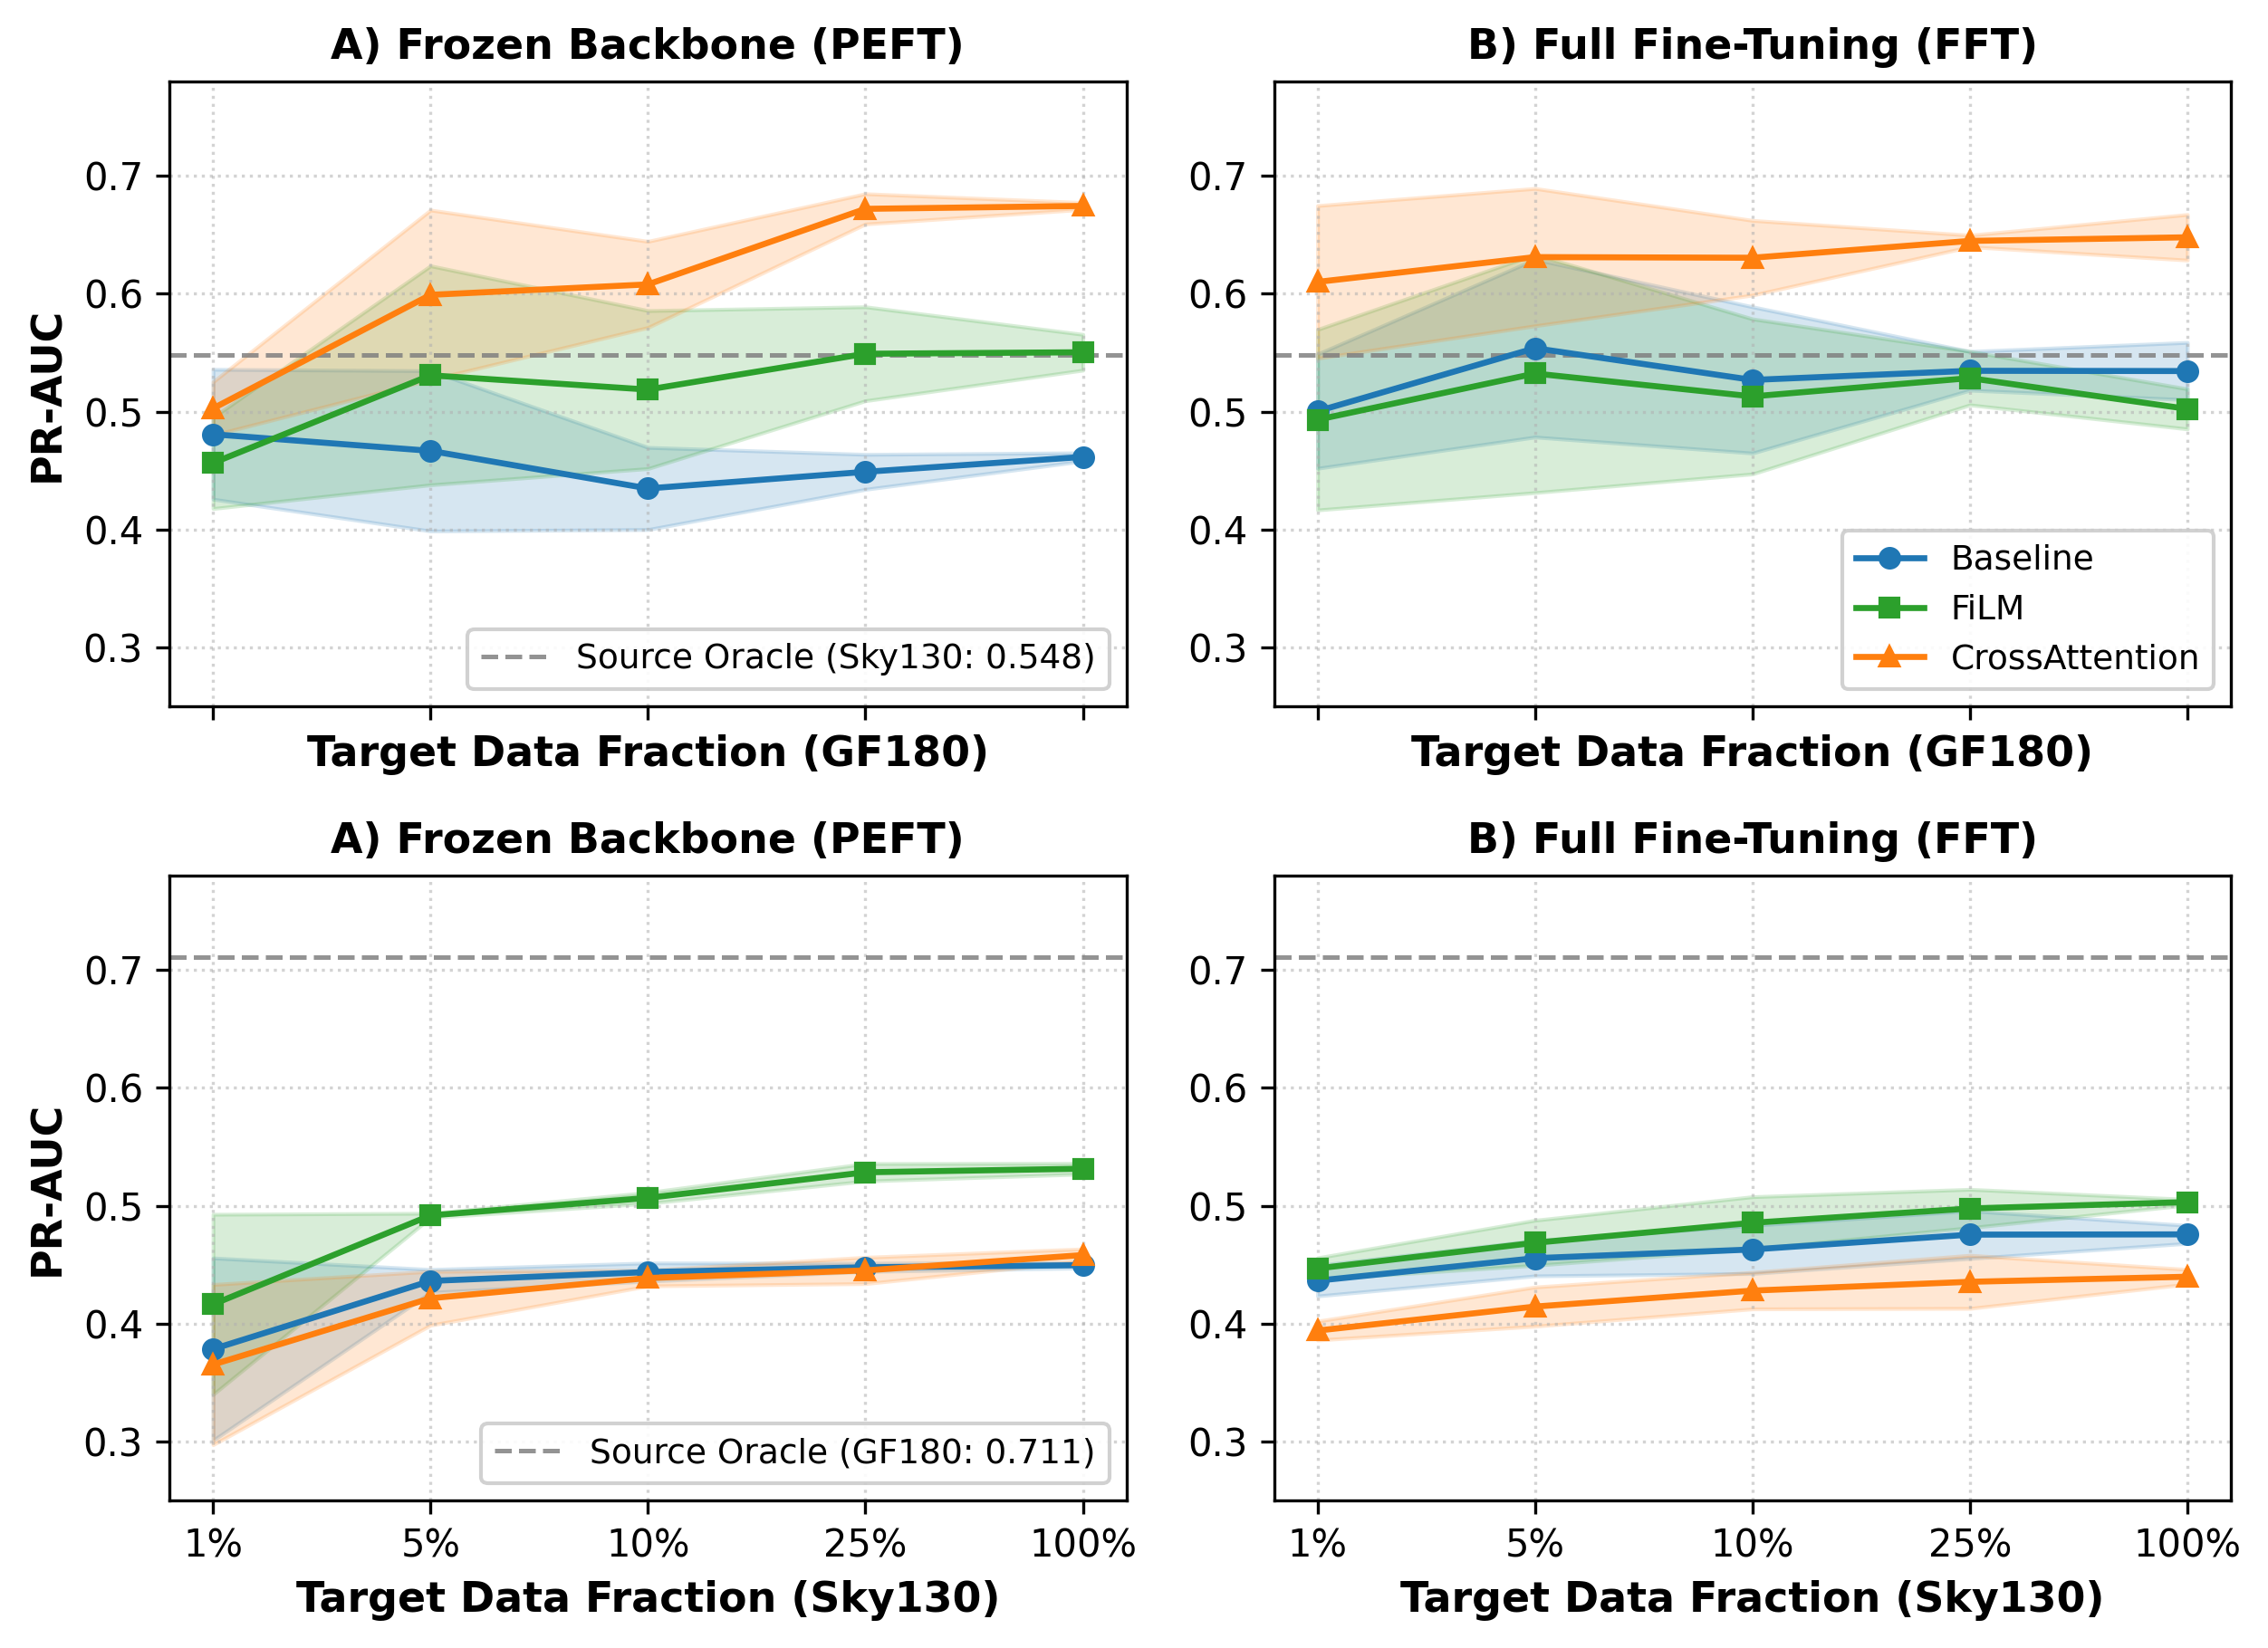 A) Frozen Backbone (PEFT)
B) Full Fine-Tuning (FFT)
PR-AUC
0.7
0.6
0.5
0.4
0.3
Source Oracle (Sky130: 0.548)
Target Data Fraction (GF180)
0.7
0.6
0.5
0.4
0.3
Baseline
FiLM
CrossAttention
Target Data Fraction (GF180)
A) Frozen Backbone (PEFT)
B) Full Fine-Tuning (FFT)
PR-AUC
0.7
0.6
0.5
0.4
0.3
Source Oracle (GF180: 0.711)
1% 5% 10% 25% 100%
Target Data Fraction (Sky130)
0.7
0.6
0.5
0.4
0.3
1% 5% 10% 25% 100%
Target Data Fraction (Sky130)